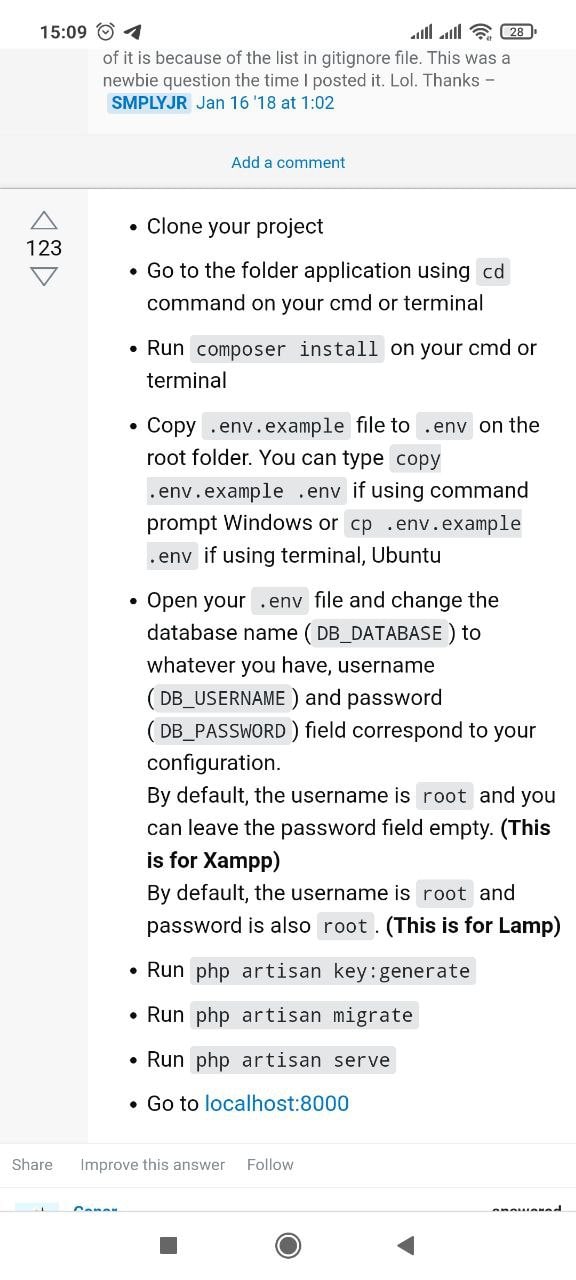 15:09
28
of it is because of the list in gitignore file. This was a
newbie question the time I posted it. Lol. Thanks –
SMPLYJR Jan 16 '18 at 1:02
Add a comment
123
• Clone your project
• Go to the folder application using cd
command on your cmd or terminal
• Run composer install on your cmd or
terminal
• Copy .env.example file to .env on the
root folder. You can type copy
.env.example .env if using command
prompt Windows or cp .env.example
.env if using terminal, Ubuntu
• Open your .env file and change the
database name (DB_DATABASE) to
whatever you have, username
(DB_USERNAME) and password
(DB_PASSWORD) field correspond to your
configuration.
By default, the username is root and you
can leave the password field empty. (This
is for Xampp)
By default, the username is root and
password is also root. (This is for Lamp)
• Run php artisan key:generate
• Run php artisan migrate
• Run php artisan serve
• Go to localhost:8000
Share Improve this answer Follow
answered